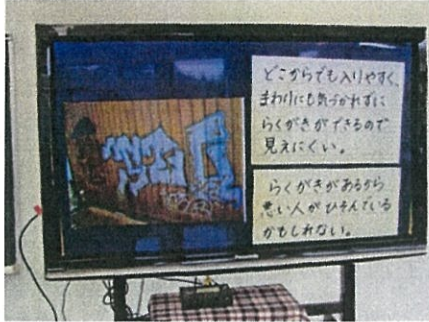 どこからでも入りやすく、
まわりにも気づかれずに
らくがきができるので
見えにくい。
らくがきがあるから
悪い人がひそんでいる
かもしれない。